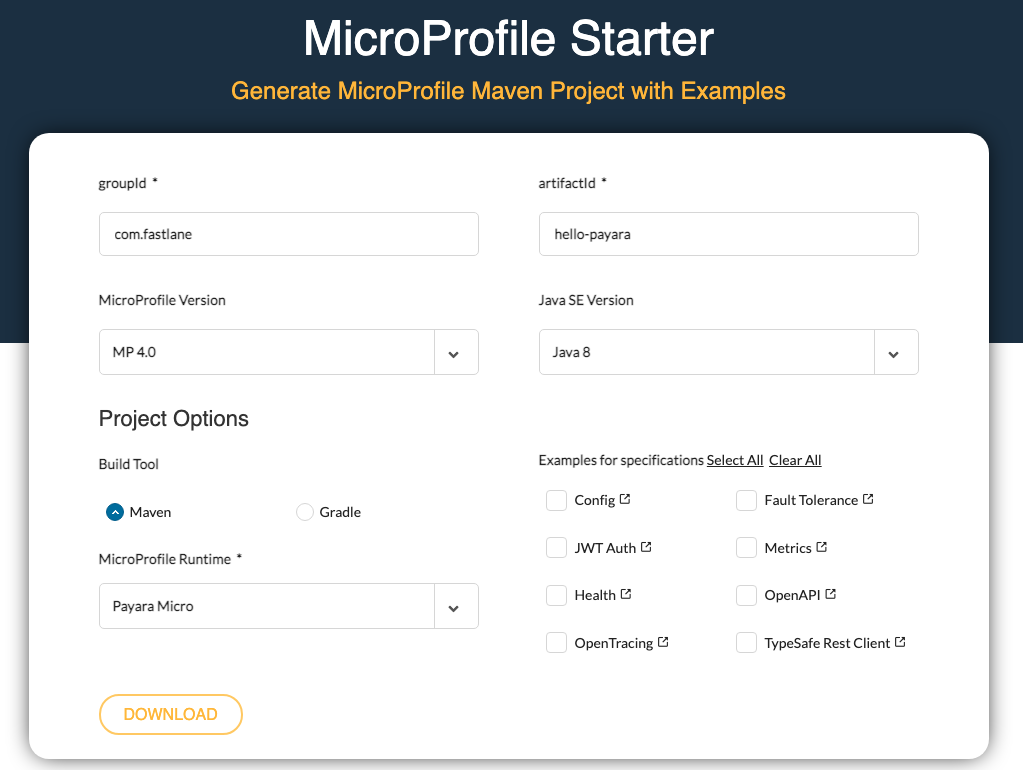 MicroProfile Starter
Generate MicroProfile Maven Project with Examples
groupId *
artifactId *
com.fastlane
hello-payara
MicroProfile Version
Java SE Version
MP 4.0
Java 8
Project Options
Build Tool
Maven
Gradle
MicroProfile Runtime *
Payara Micro
Examples for specifications Select All Clear All
Config
Fault Tolerance
JWT Auth
Metrics
Health
OpenAPI
OpenTracing
TypeSafe Rest Client
DOWNLOAD